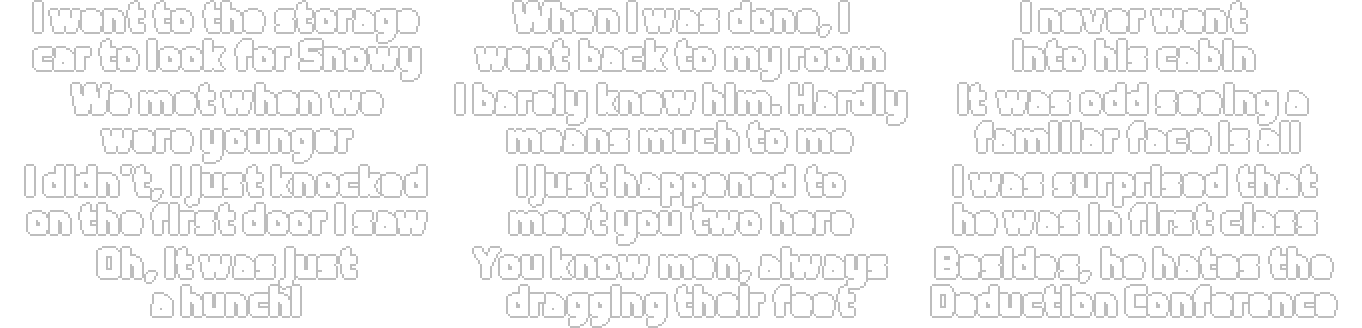 I went to the storage
car to look for Snowy
When I was done, I
went back to my room
I never went
into his cabin
We met when we
were younger
I barely knew him. Hardly
means much to me
It was odd seeing a
familiar face is all
I didn't, I just knocked
on the first door I saw
I just happened to
meet you two here
I was surprised that
he was in first class
Oh, it was just
a hunch!
You know men, always
dragging their feet
Besides, he hates the
Deduction Conference